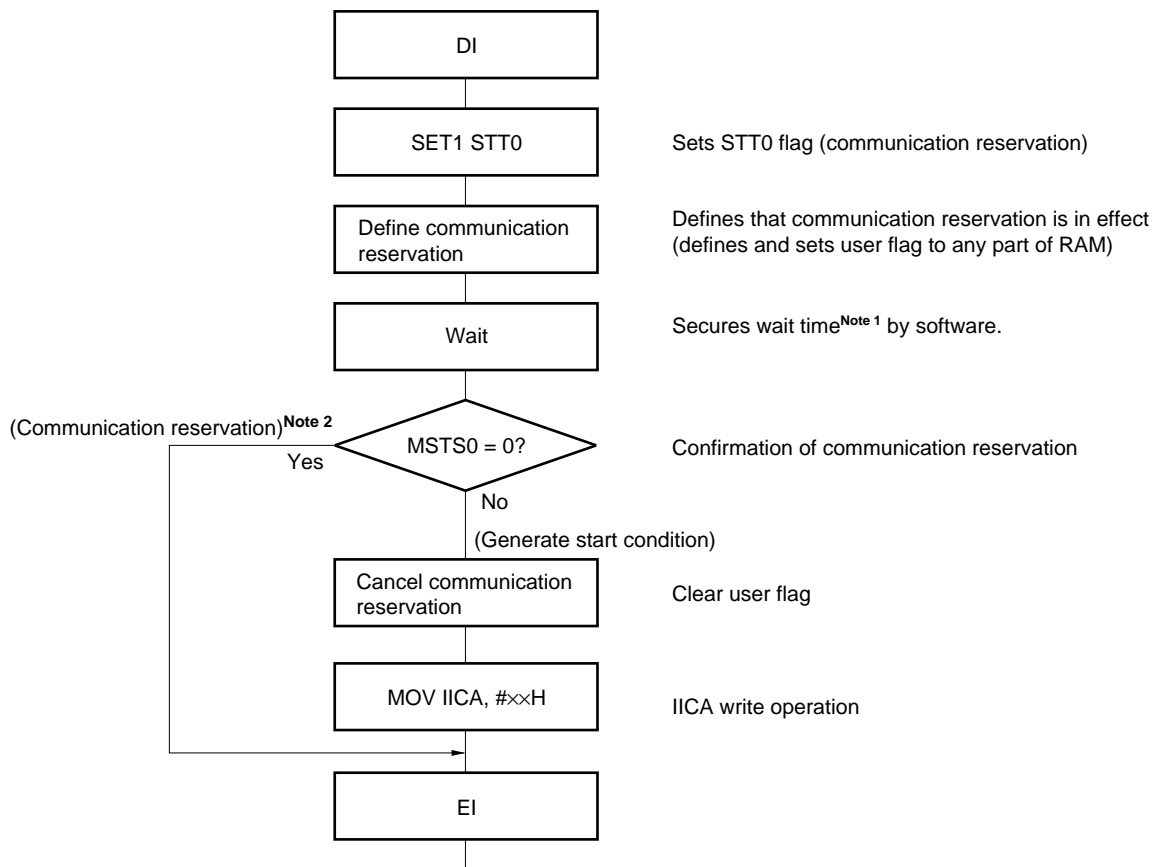 DI
SET1 STT0
Sets STT0 flag (communication reservation)
Define communication
reservation
Defines that communication reservation is in effect
(defines and sets user flag to any part of RAM)
Wait
Secures wait timeNote 1 by software.
(Communication reservation)Note 2
MSTS0 = 0?
Confirmation of communication reservation
Yes
No
(Generate start condition)
Cancel communication
reservation
Clear user flag
MOV IICA, #××H
IICA write operation
EI